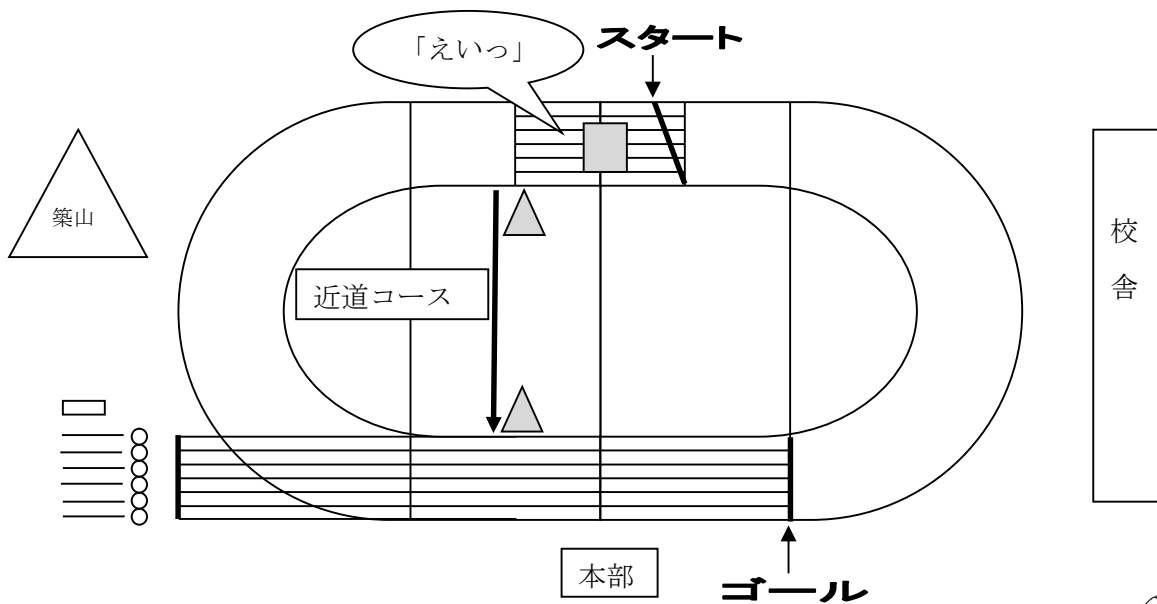 「えいっ」
スタート
築山
近道コース
校
舎
本部
ゴール